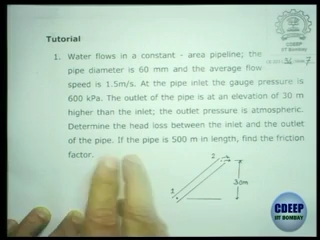 CDEEP
IIT BOMBAY
Tutorial
1. Water flows in a constant - area pipeline; the
pipe diameter is 60 mm and the average flow
speed is 1.5m/s. At the pipe inlet the gauge pressure is
600 kPa. The outlet of the pipe is at an elevation of 30 m
higher than the inlet; the outlet pressure is atmospheric.
Determine the head loss between the inlet and the outlet
of the pipe. If the pipe is 500 m in length, find the friction
factor.
2
30m
1
CDEEP
IIT BOMBAY